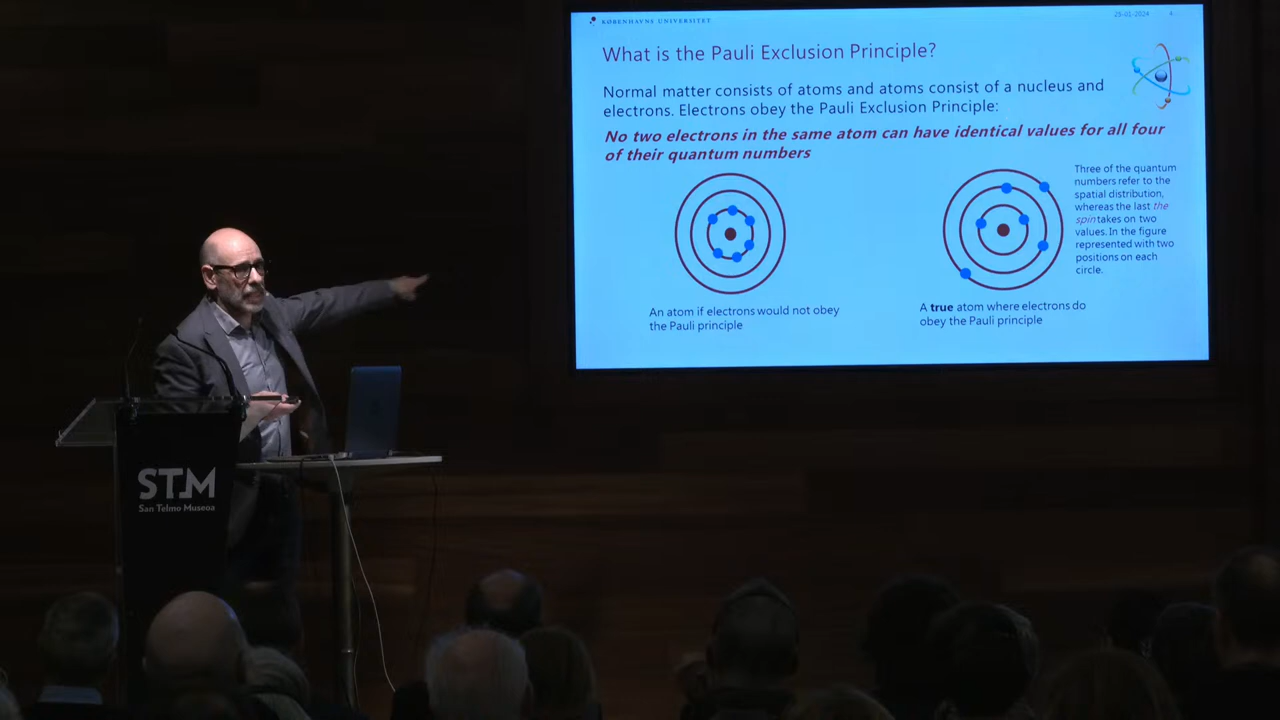 KØBENHAVNS UNIVERSITET
25-01-2024 4
What is the Pauli Exclusion Principle?
Normal matter consists of atoms and atoms consist of a nucleus and
electrons. Electrons obey the Pauli Exclusion Principle:
No two electrons in the same atom can have identical values for all four
of their quantum numbers
Three of the quantum
numbers refer to the
spatial distribution,
whereas the last the
spin takes on two
values. In the figure
represented with two
positions on each
circle.
An atom if electrons would not obey
the Pauli principle
A true atom where electrons do
obey the Pauli principle
STM
San Telmo Museoa